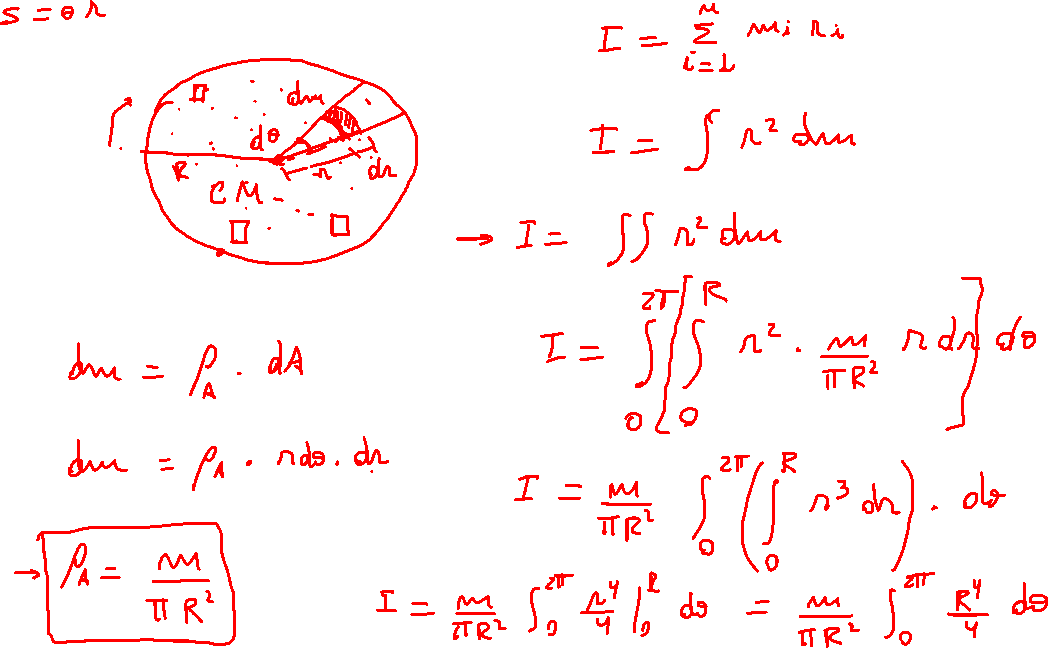 s = θ r
I = Σ_{i=1}^{n} m_i r_i
dm
dθ
R
r
dr
CM
I = ∫ r² dm
→ I = ∬ r² dm
I = ∫_0^{2π} [ ∫_0^R r² · m/(πR²) r dr ] dθ
dm = ρ_A · dA
dm = ρ_A · r dθ · dr
I = m/(πR²) ∫_0^{2π} ( ∫_0^R r³ dr ) · dθ
→ ρ_A = m/(πR²)
I = m/(πR²) ∫_0^{2π} r⁴/4 |_0^R dθ = m/(πR²) ∫_0^{2π} R⁴/4 dθ